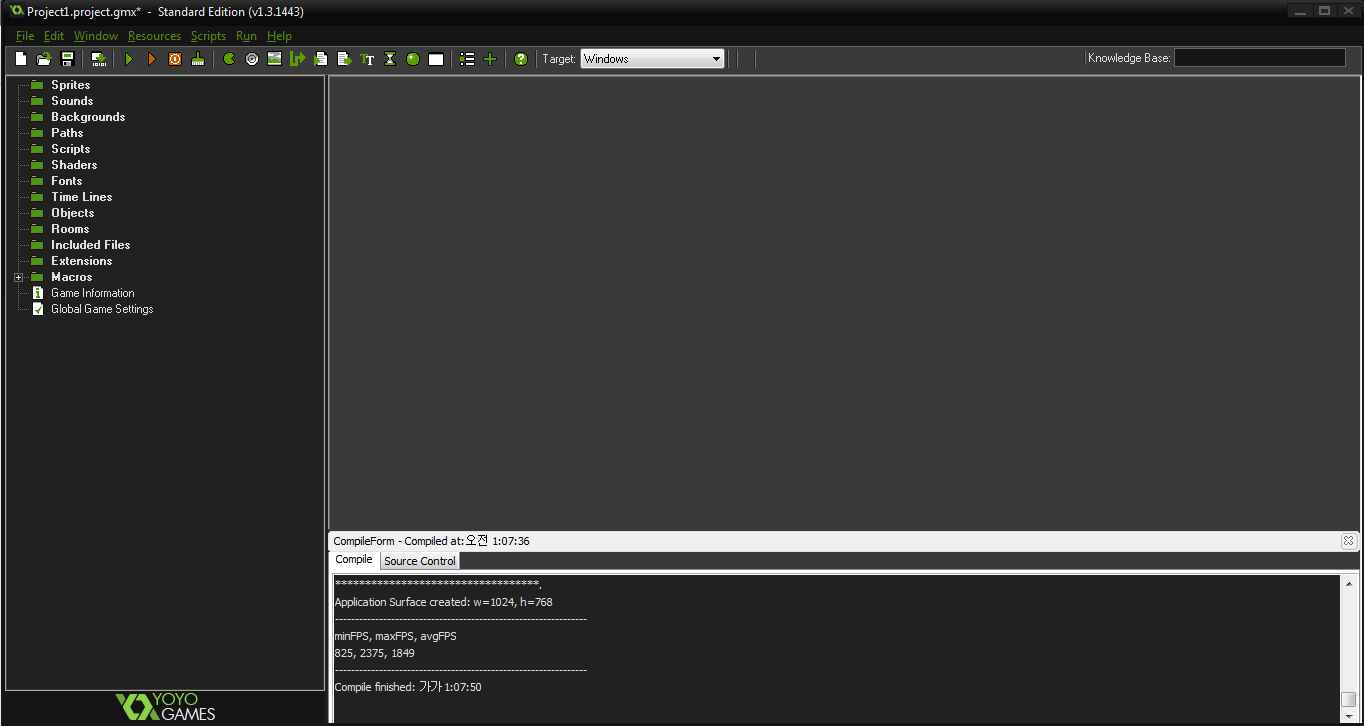 Project1.project.gmx* - Standard Edition (v1.3.1443)
File Edit Window Resources Scripts Run Help
Target: Windows Knowledge Base:
Sprites
Sounds
Backgrounds
Paths
Scripts
Shaders
Fonts
Time Lines
Objects
Rooms
Included Files
Extensions
Macros
Game Information
Global Game Settings
YOYO
GAMES
CompileForm - Compiled at:오전 1:07:36
Compile Source Control
**********************************.
Application Surface created: w=1024, h=768
---------------------------------------------------------------
minFPS, maxFPS, avgFPS
825, 2375, 1849
---------------------------------------------------------------
Compile finished: 가가 1:07:50